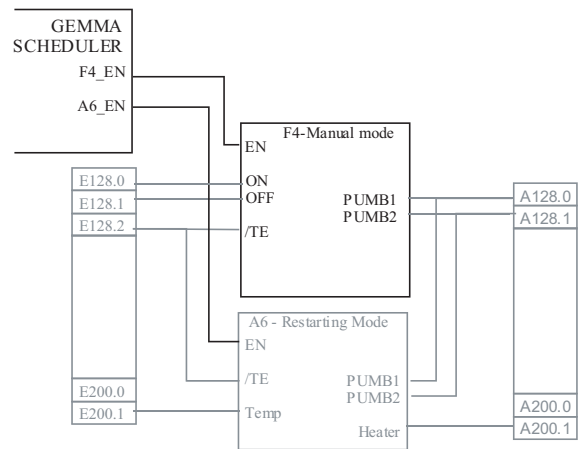 GEMMA
SCHEDULER
F4_EN
A6_EN
F4-Manual mode
EN
E128.0
E128.1
E128.2
ON
OFF
/TE
PUMB1
PUMB2
A128.0
A128.1
A6 - Restarting Mode
EN
/TE
Temp
PUMB1
PUMB2
Heater
E200.0
E200.1
A200.0
A200.1